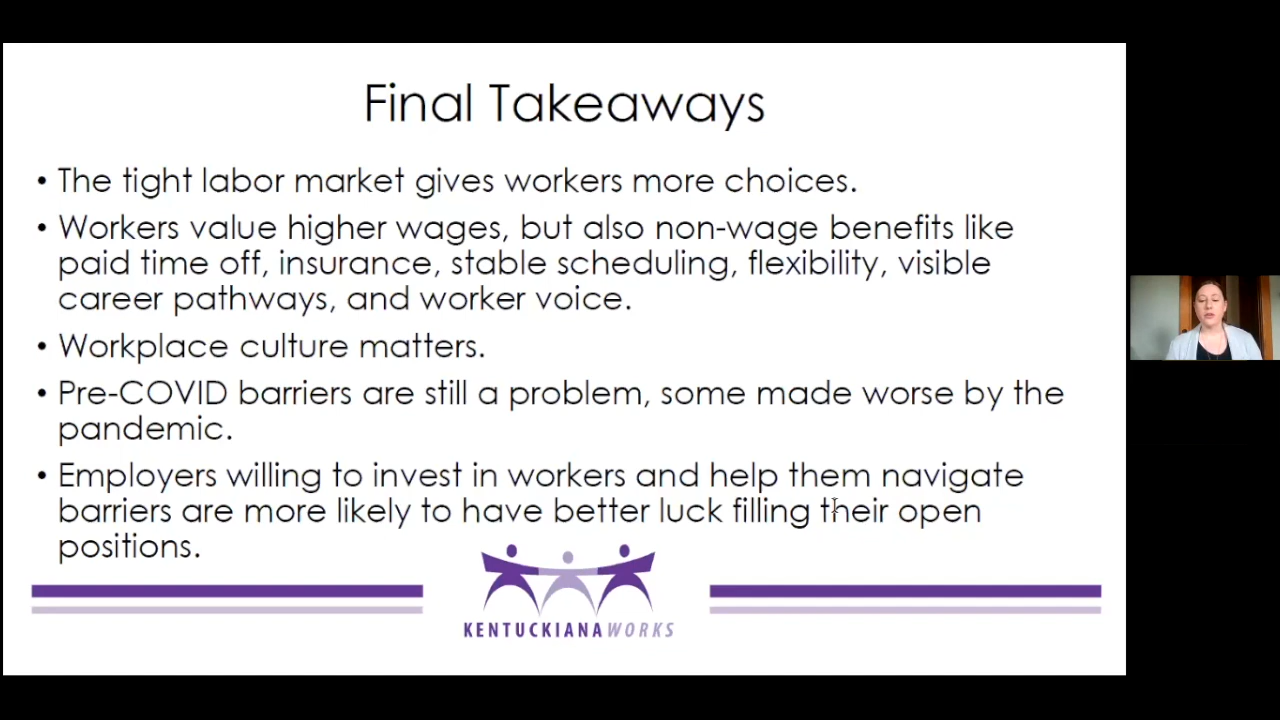 Final Takeaways
• The tight labor market gives workers more choices.
• Workers value higher wages, but also non-wage benefits like
paid time off, insurance, stable scheduling, flexibility, visible
career pathways, and worker voice.
• Workplace culture matters.
• Pre-COVID barriers are still a problem, some made worse by the
pandemic.
• Employers willing to invest in workers and help them navigate
barriers are more likely to have better luck filling their open
positions.
KENTUCKIANAWORKS